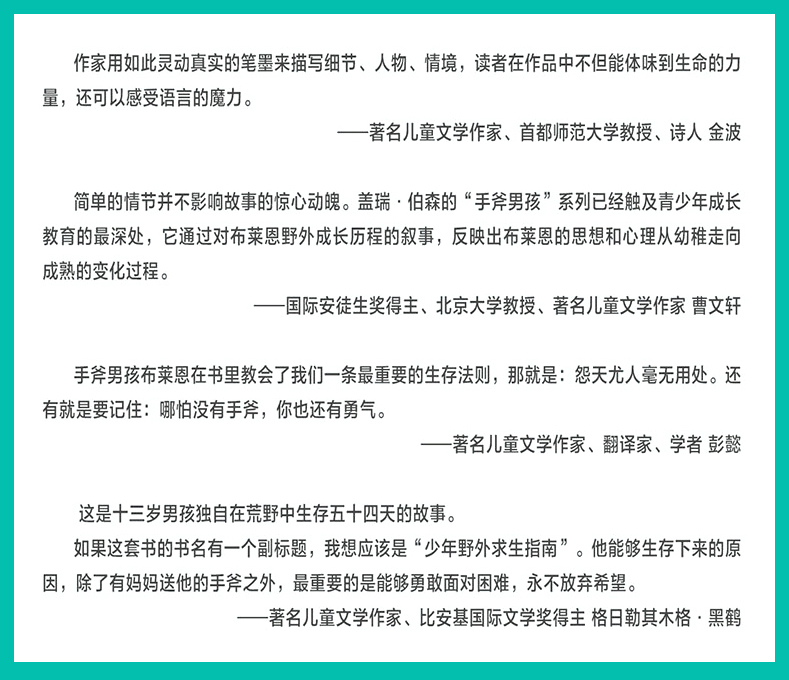 作家用如此灵动真实的笔墨来描写细节、人物、情境，读者在作品中不但能体味到生命的力
量，还可以感受语言的魔力。
——著名儿童文学作家、首都师范大学教授、诗人 金波
简单的情节并不影响故事的惊心动魄。盖瑞·伯森的“手斧男孩”系列已经触及青少年成长
教育的最深处，它通过对布莱恩野外成长历程的叙事，反映出布莱恩的思想和心理从幼稚走向
成熟的变化过程。
——国际安徒生奖得主、北京大学教授、著名儿童文学作家 曹文轩
手斧男孩布莱恩在书里教会了我们一条最重要的生存法则，那就是：怨天尤人毫无用处。还
有就是要记住：哪怕没有手斧，你也还有勇气。
——著名儿童文学作家、翻译家、学者 彭懿
这是十三岁男孩独自在荒野中生存五十四天的故事。
如果这套书的书名有一个副标题，我想应该是“少年野外求生指南”。他能够生存下来的原
因，除了有妈妈送他的手斧之外，最重要的是能够勇敢面对困难，永不放弃希望。
——著名儿童文学作家、比安基国际文学奖得主 格日勒其木格·黑鹤